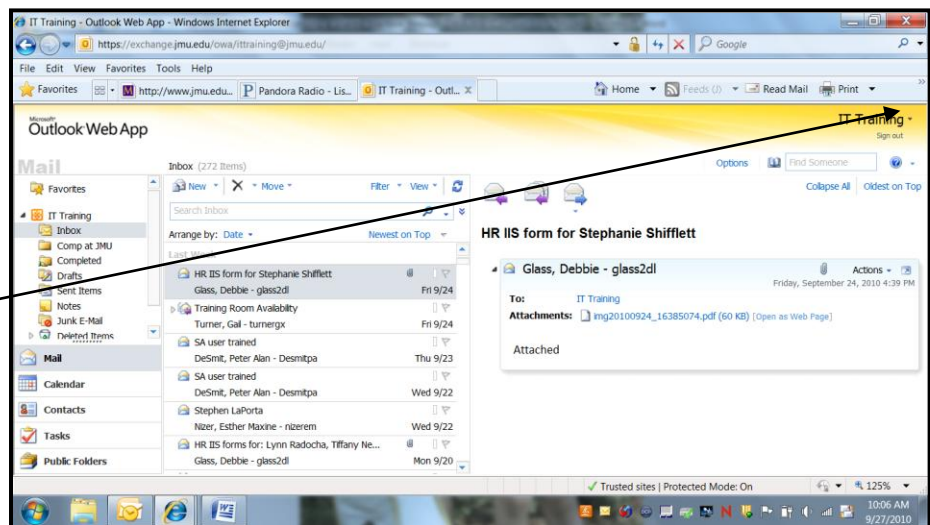 IT Training - Outlook Web App - Windows Internet Explorer
https://exchange.jmu.edu/owa/ittraining@jmu.edu/
Google
File Edit View Favorites Tools Help
Favorites http://www.jmu.edu... Pandora Radio - Lis... IT Training - Outl... X
Home Feeds (J) Read Mail Print »
Microsoft®
Outlook Web App
IT Training
Sign out
Mail
Inbox (272 Items)
Options Find Someone
Favorites
IT Training
Inbox
Comp at JMU
Completed
Drafts
Sent Items
Notes
Junk E-Mail
Deleted Items
Mail
Calendar
Contacts
Tasks
Public Folders
New Move Filter View
Search Inbox
Arrange by: Date Newest on Top
Last Week
HR IIS form for Stephanie Shifflett
Glass, Debbie - glass2dl Fri 9/24
Training Room Availability
Turner, Gail - turnergx Fri 9/24
SA user trained
DeSmit, Peter Alan - Desmitpa Thu 9/23
SA user trained
DeSmit, Peter Alan - Desmitpa Wed 9/22
Stephen LaPorta
Nizer, Esther Maxine - nizerem Wed 9/22
HR IIS forms for: Lynn Radocha, Tiffany Ne...
Glass, Debbie - glass2dl Mon 9/20
Collapse All Oldest on Top
HR IIS form for Stephanie Shifflett
Glass, Debbie - glass2dl Actions
Friday, September 24, 2010 4:39 PM
To: IT Training
Attachments: img20100924_16385074.pdf (60 KB) [Open as Web Page]
Attached
Trusted sites | Protected Mode: On 125%
10:06 AM
9/27/2010